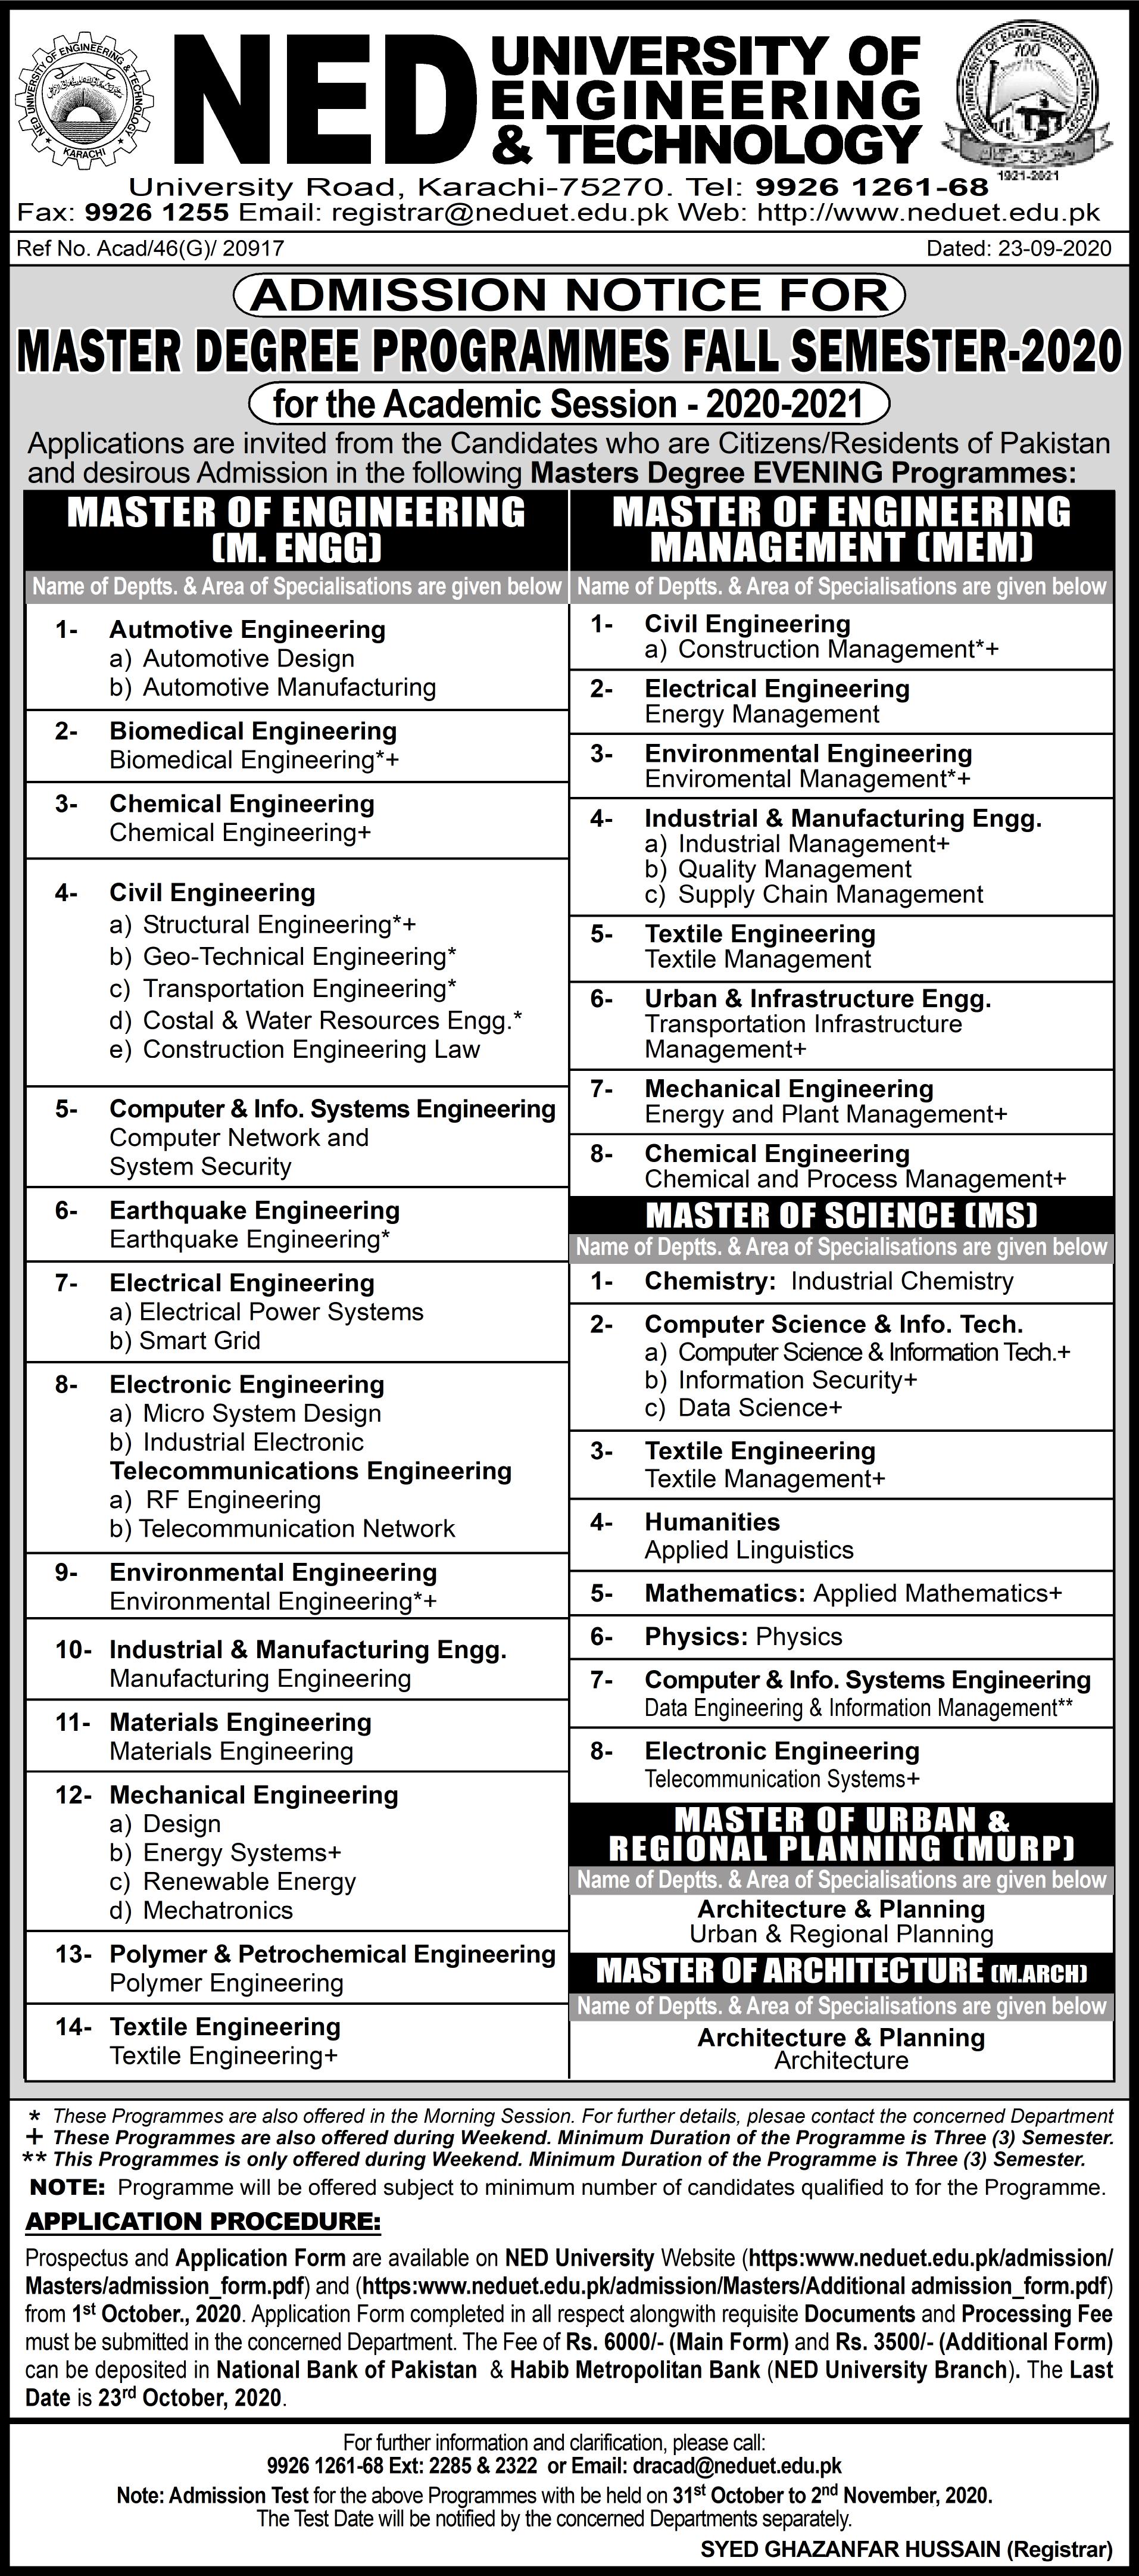 NED UNIVERSITY OF ENGINEERING & TECHNOLOGY
KARACHI
NED
UNIVERSITY OF
ENGINEERING
& TECHNOLOGY
NED UNIVERSITY OF ENGINEERING & TECHNOLOGY
100
1921-2021
University Road, Karachi-75270. Tel: 9926 1261-68
Fax: 9926 1255 Email: registrar@neduet.edu.pk Web: http://www.neduet.edu.pk
Ref No. Acad/46(G)/ 20917
Dated: 23-09-2020
ADMISSION NOTICE FOR
MASTER DEGREE PROGRAMMES FALL SEMESTER-2020
for the Academic Session - 2020-2021
Applications are invited from the Candidates who are Citizens/Residents of Pakistan
and desirous Admission in the following Masters Degree EVENING Programmes:
MASTER OF ENGINEERING
(M. ENGG)
Name of Deptts. & Area of Specialisations are given below
1- Autmotive Engineering
a) Automotive Design
b) Automotive Manufacturing
2- Biomedical Engineering
Biomedical Engineering*+
3- Chemical Engineering
Chemical Engineering+
4- Civil Engineering
a) Structural Engineering*+
b) Geo-Technical Engineering*
c) Transportation Engineering*
d) Costal & Water Resources Engg.*
e) Construction Engineering Law
5- Computer & Info. Systems Engineering
Computer Network and
System Security
6- Earthquake Engineering
Earthquake Engineering*
7- Electrical Engineering
a) Electrical Power Systems
b) Smart Grid
8- Electronic Engineering
a) Micro System Design
b) Industrial Electronic
Telecommunications Engineering
a) RF Engineering
b) Telecommunication Network
9- Environmental Engineering
Environmental Engineering*+
10- Industrial & Manufacturing Engg.
Manufacturing Engineering
11- Materials Engineering
Materials Engineering
12- Mechanical Engineering
a) Design
b) Energy Systems+
c) Renewable Energy
d) Mechatronics
13- Polymer & Petrochemical Engineering
Polymer Engineering
14- Textile Engineering
Textile Engineering+
MASTER OF ENGINEERING
MANAGEMENT (MEM)
Name of Deptts. & Area of Specialisations are given below
1- Civil Engineering
a) Construction Management*+
2- Electrical Engineering
Energy Management
3- Environmental Engineering
Enviromental Management*+
4- Industrial & Manufacturing Engg.
a) Industrial Management+
b) Quality Management
c) Supply Chain Management
5- Textile Engineering
Textile Management
6- Urban & Infrastructure Engg.
Transportation Infrastructure
Management+
7- Mechanical Engineering
Energy and Plant Management+
8- Chemical Engineering
Chemical and Process Management+
MASTER OF SCIENCE (MS)
Name of Deptts. & Area of Specialisations are given below
1- Chemistry: Industrial Chemistry
2- Computer Science & Info. Tech.
a) Computer Science & Information Tech.+
b) Information Security+
c) Data Science+
3- Textile Engineering
Textile Management+
4- Humanities
Applied Linguistics
5- Mathematics: Applied Mathematics+
6- Physics: Physics
7- Computer & Info. Systems Engineering
Data Engineering & Information Management**
8- Electronic Engineering
Telecommunication Systems+
MASTER OF URBAN &
REGIONAL PLANNING (MURP)
Name of Deptts. & Area of Specialisations are given below
Architecture & Planning
Urban & Regional Planning
MASTER OF ARCHITECTURE (M.ARCH)
Name of Deptts. & Area of Specialisations are given below
Architecture & Planning
Architecture
* These Programmes are also offered in the Morning Session. For further details, plesae contact the concerned Department
+ These Programmes are also offered during Weekend. Minimum Duration of the Programme is Three (3) Semester.
** This Programmes is only offered during Weekend. Minimum Duration of the Programme is Three (3) Semester.
NOTE: Programme will be offered subject to minimum number of candidates qualified to for the Programme.
APPLICATION PROCEDURE:
Prospectus and Application Form are available on NED University Website (https:www.neduet.edu.pk/admission/
Masters/admission_form.pdf) and (https:www.neduet.edu.pk/admission/Masters/Additional admission_form.pdf)
from 1st October., 2020. Application Form completed in all respect alongwith requisite Documents and Processing Fee
must be submitted in the concerned Department. The Fee of Rs. 6000/- (Main Form) and Rs. 3500/- (Additional Form)
can be deposited in National Bank of Pakistan & Habib Metropolitan Bank (NED University Branch). The Last
Date is 23rd October, 2020.
For further information and clarification, please call:
9926 1261-68 Ext: 2285 & 2322 or Email: dracad@neduet.edu.pk
Note: Admission Test for the above Programmes with be held on 31st October to 2nd November, 2020.
The Test Date will be notified by the concerned Departments separately.
SYED GHAZANFAR HUSSAIN (Registrar)